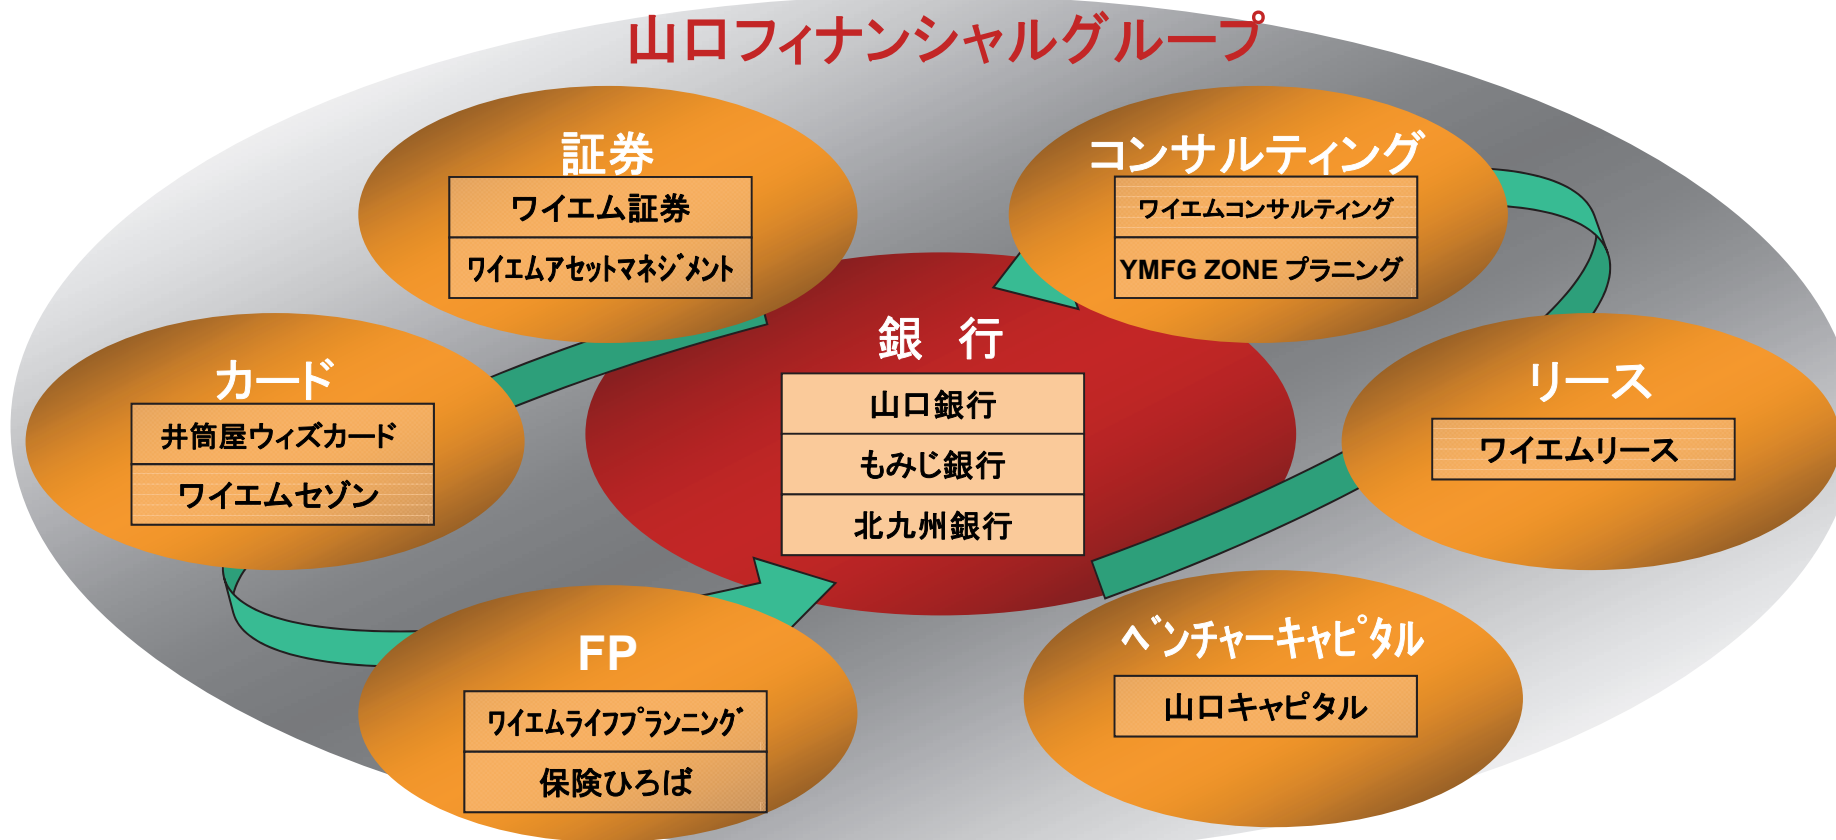 山口フィナンシャルグループ
証券
ワイエム証券
ワイエムアセットマネジメント
コンサルティング
ワイエムコンサルティング
YMFG ZONE プラニング
カード
井筒屋ウィズカード
ワイエムセゾン
銀 行
山口銀行
もみじ銀行
北九州銀行
リース
ワイエムリース
FP
ワイエムライフプランニング
保険ひろば
ベンチャーキャピタル
山口キャピタル